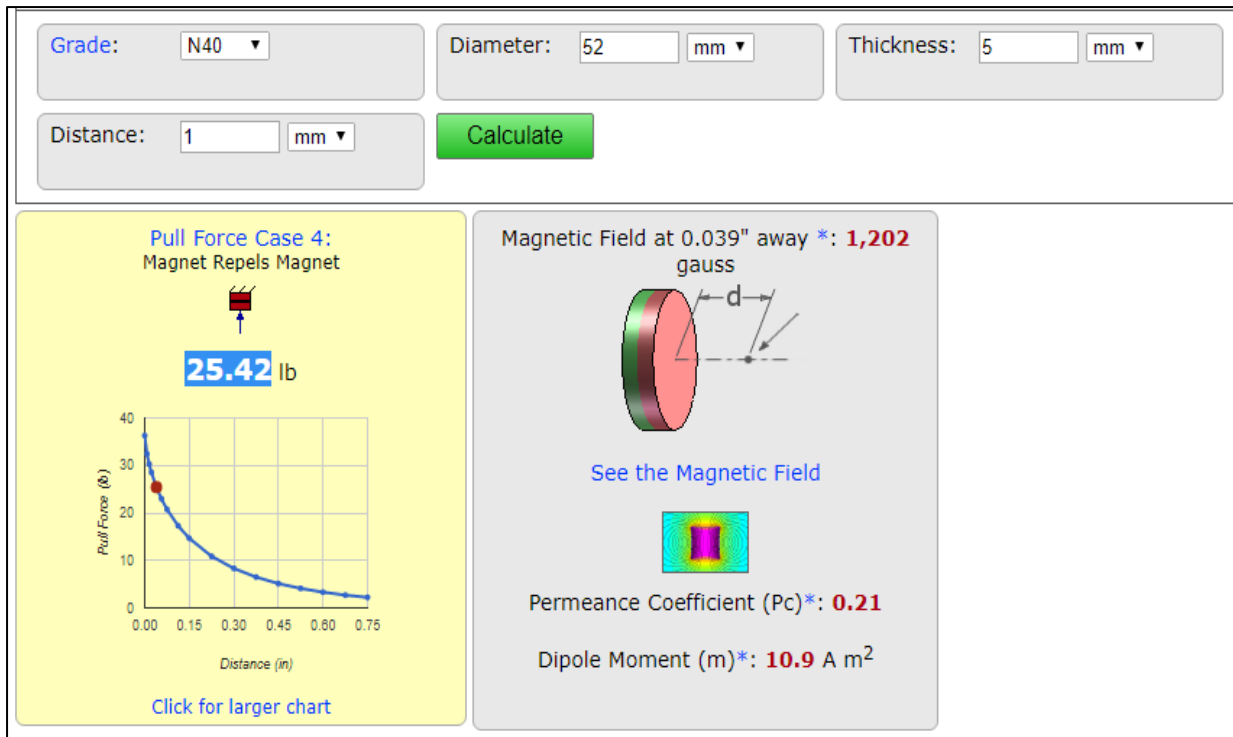 Grade: N40 Diameter: 52 mm Thickness: 5 mm
Distance: 1 mm Calculate
Pull Force Case 4:
Magnet Repels Magnet
25.42 lb
40
30
20
10
0
Pull Force (lb)
0.00 0.15 0.30 0.45 0.60 0.75
Distance (in)
Click for larger chart
Magnetic Field at 0.039" away *: 1,202
gauss
d
See the Magnetic Field
Permeance Coefficient (Pc)*: 0.21
Dipole Moment (m)*: 10.9 A m²